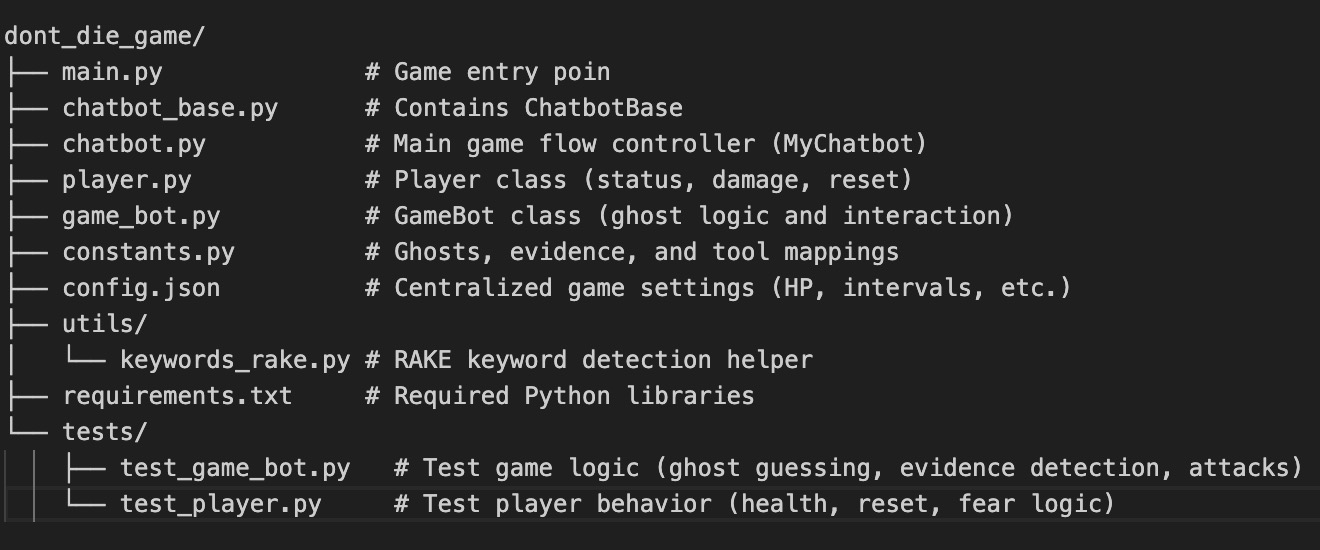 dont_die_game/
├── main.py              # Game entry poin
├── chatbot_base.py      # Contains ChatbotBase
├── chatbot.py           # Main game flow controller (MyChatbot)
├── player.py            # Player class (status, damage, reset)
├── game_bot.py          # GameBot class (ghost logic and interaction)
├── constants.py         # Ghosts, evidence, and tool mappings
├── config.json          # Centralized game settings (HP, intervals, etc.)
├── utils/
│   └── keywords_rake.py # RAKE keyword detection helper
├── requirements.txt     # Required Python libraries
└── tests/
    ├── test_game_bot.py   # Test game logic (ghost guessing, evidence detection, attacks)
    └── test_player.py     # Test player behavior (health, reset, fear logic)